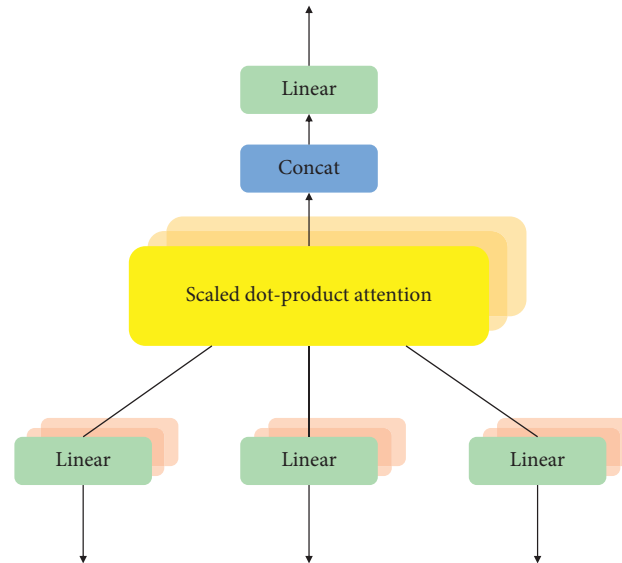 Linear
Concat
Scaled dot-product attention
Linear
Linear
Linear